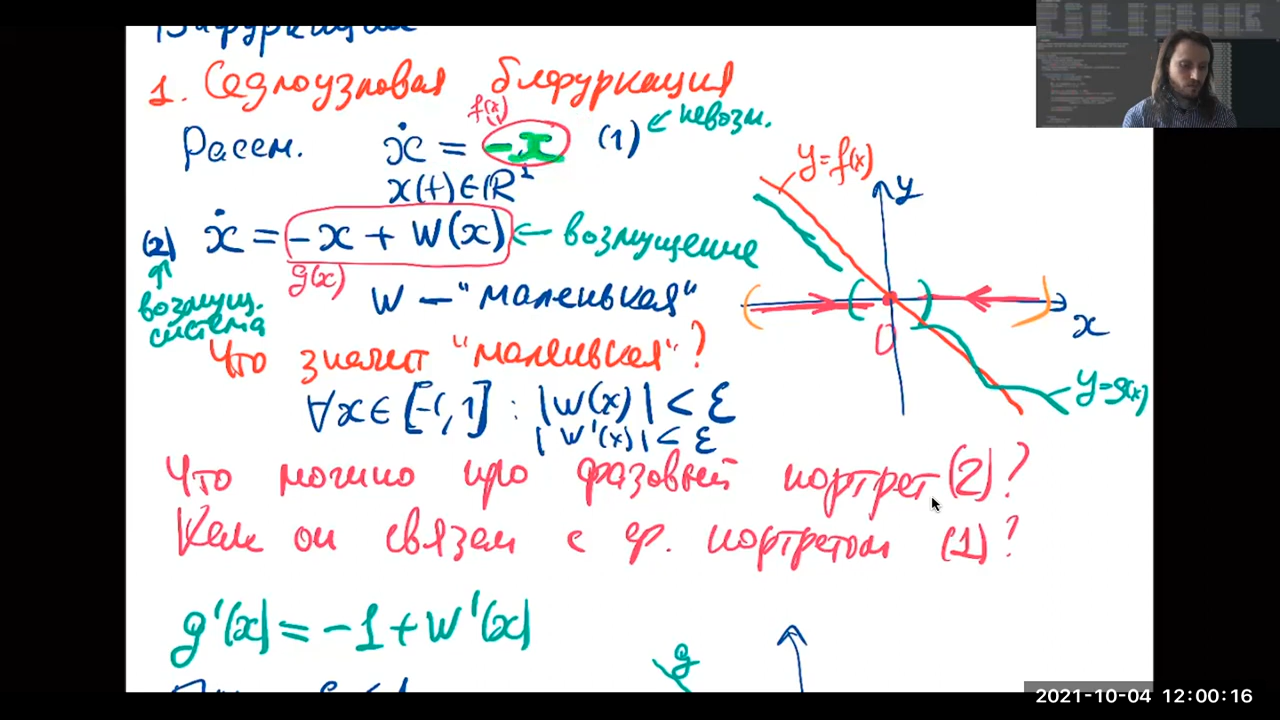 Бифуркации
1. Седлоузловая бифуркация
f(x)
Рассм. ẋ = -x (1) ← невозм.
x(t) ∈ ℝ¹
(2) ẋ = -x + w(x) ← возмущение
g(x)
возмущ.
система
w – "маленькая"
Что значит "маленькая"?
∀x ∈ [-1, 1] : |w(x)| < ε
|w'(x)| < ε
y = f(x)
y
x
0
y = g(x)
Что можно про фазовый портрет (2)?
Как он связан с ф. портретом (1)?
g'(x) = -1 + w'(x)
g
2021-10-04 12:00:16